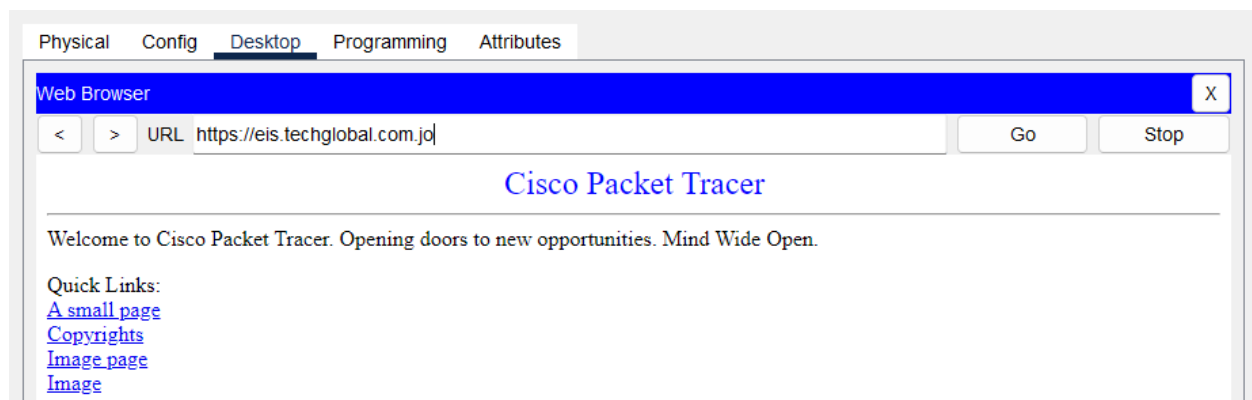 Physical Config Desktop Programming Attributes
Web Browser X
< > URL https://eis.techglobal.com.jo Go Stop
Cisco Packet Tracer
Welcome to Cisco Packet Tracer. Opening doors to new opportunities. Mind Wide Open.
Quick Links:
A small page
Copyrights
Image page
Image